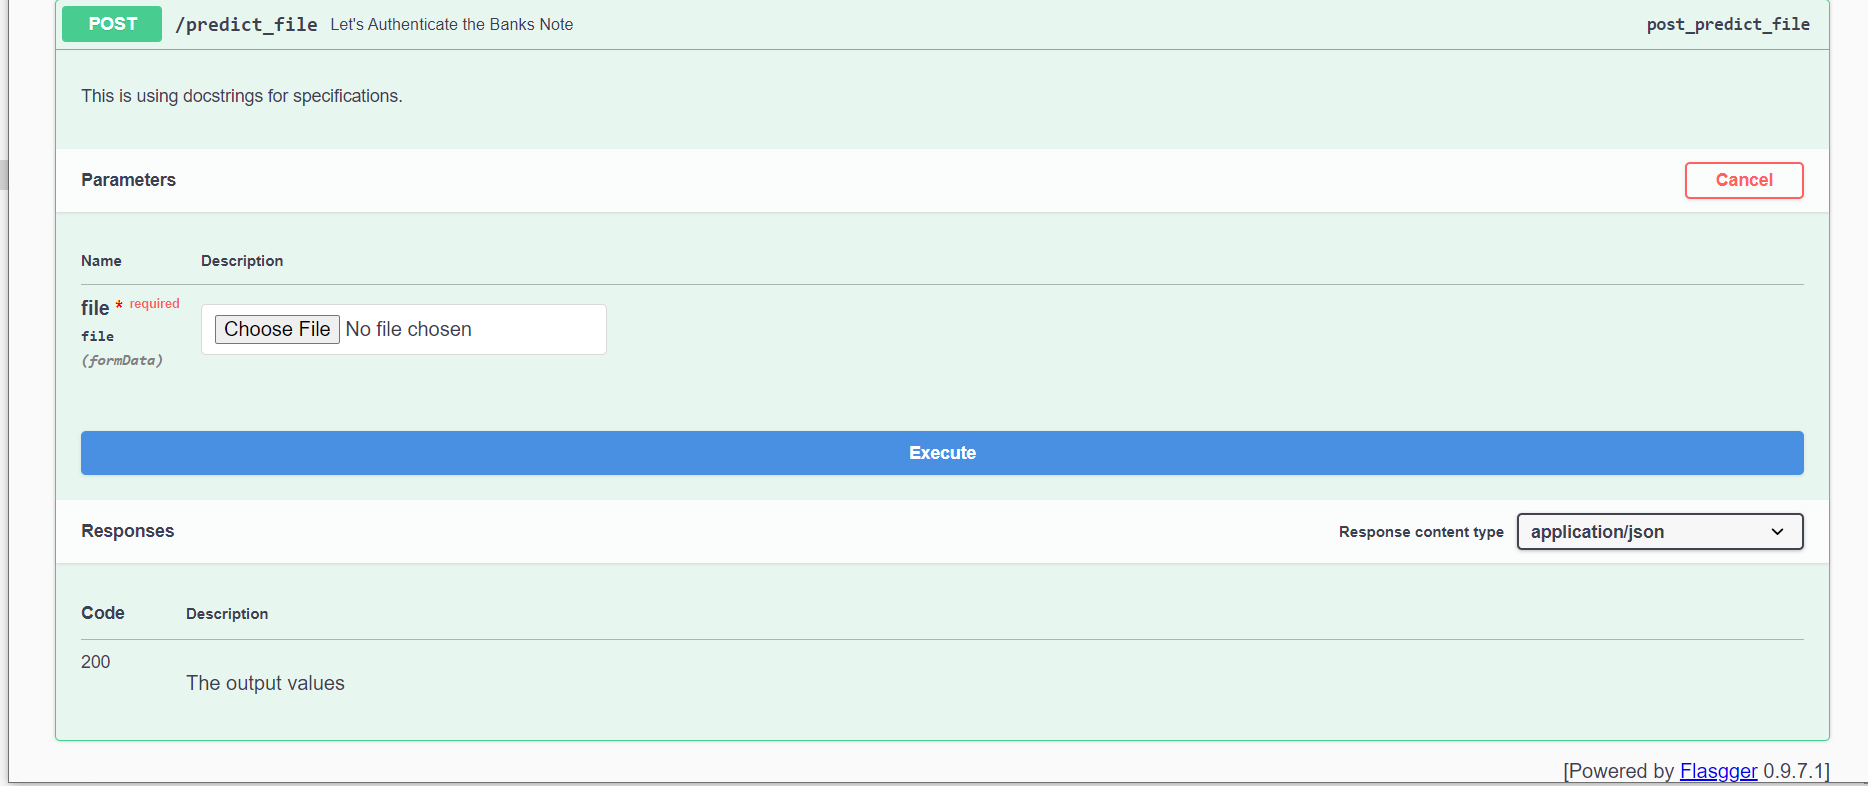 POST /predict_file Let's Authenticate the Banks Note post_predict_file
This is using docstrings for specifications.
Parameters Cancel
Name Description
file * required
file
(formData)
Choose File No file chosen
Execute
Responses Response content type application/json
Code Description
200
The output values
[Powered by Flasgger 0.9.7.1]